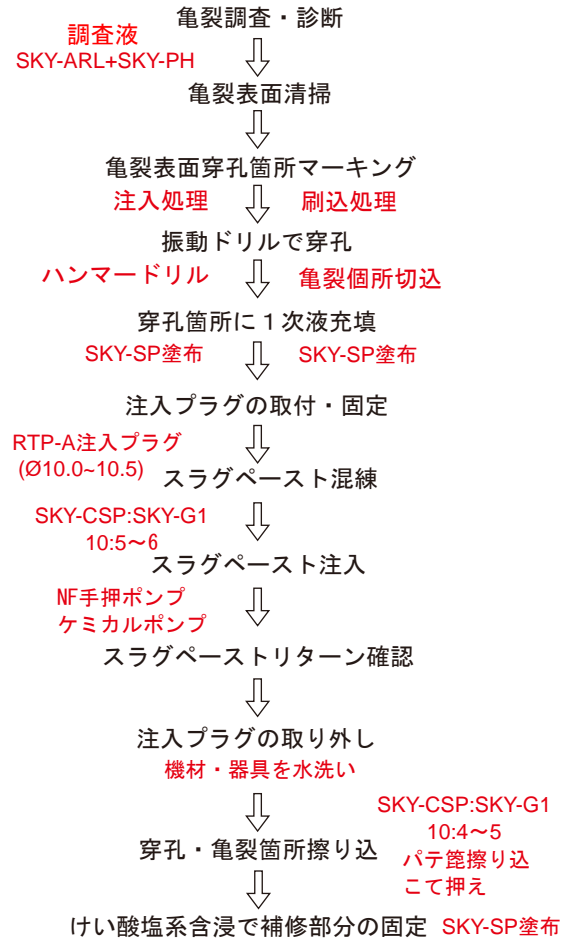 亀裂調査・診断
調査液
SKY-ARL+SKY-PH
亀裂表面清掃
亀裂表面穿孔箇所マーキング
注入処理 刷込処理
振動ドリルで穿孔
ハンマードリル 亀裂個所切込
穿孔箇所に１次液充填
SKY-SP塗布 SKY-SP塗布
注入プラグの取付・固定
RTP-A注入プラグ
(Ø10.0~10.5)
スラグペースト混練
SKY-CSP:SKY-G1
10:5〜6
スラグペースト注入
NF手押ポンプ
ケミカルポンプ
スラグペーストリターン確認
注入プラグの取り外し
機材・器具を水洗い
SKY-CSP:SKY-G1
10:4〜5
穿孔・亀裂箇所擦り込
パテ箆擦り込
こて押え
けい酸塩系含浸で補修部分の固定 SKY-SP塗布